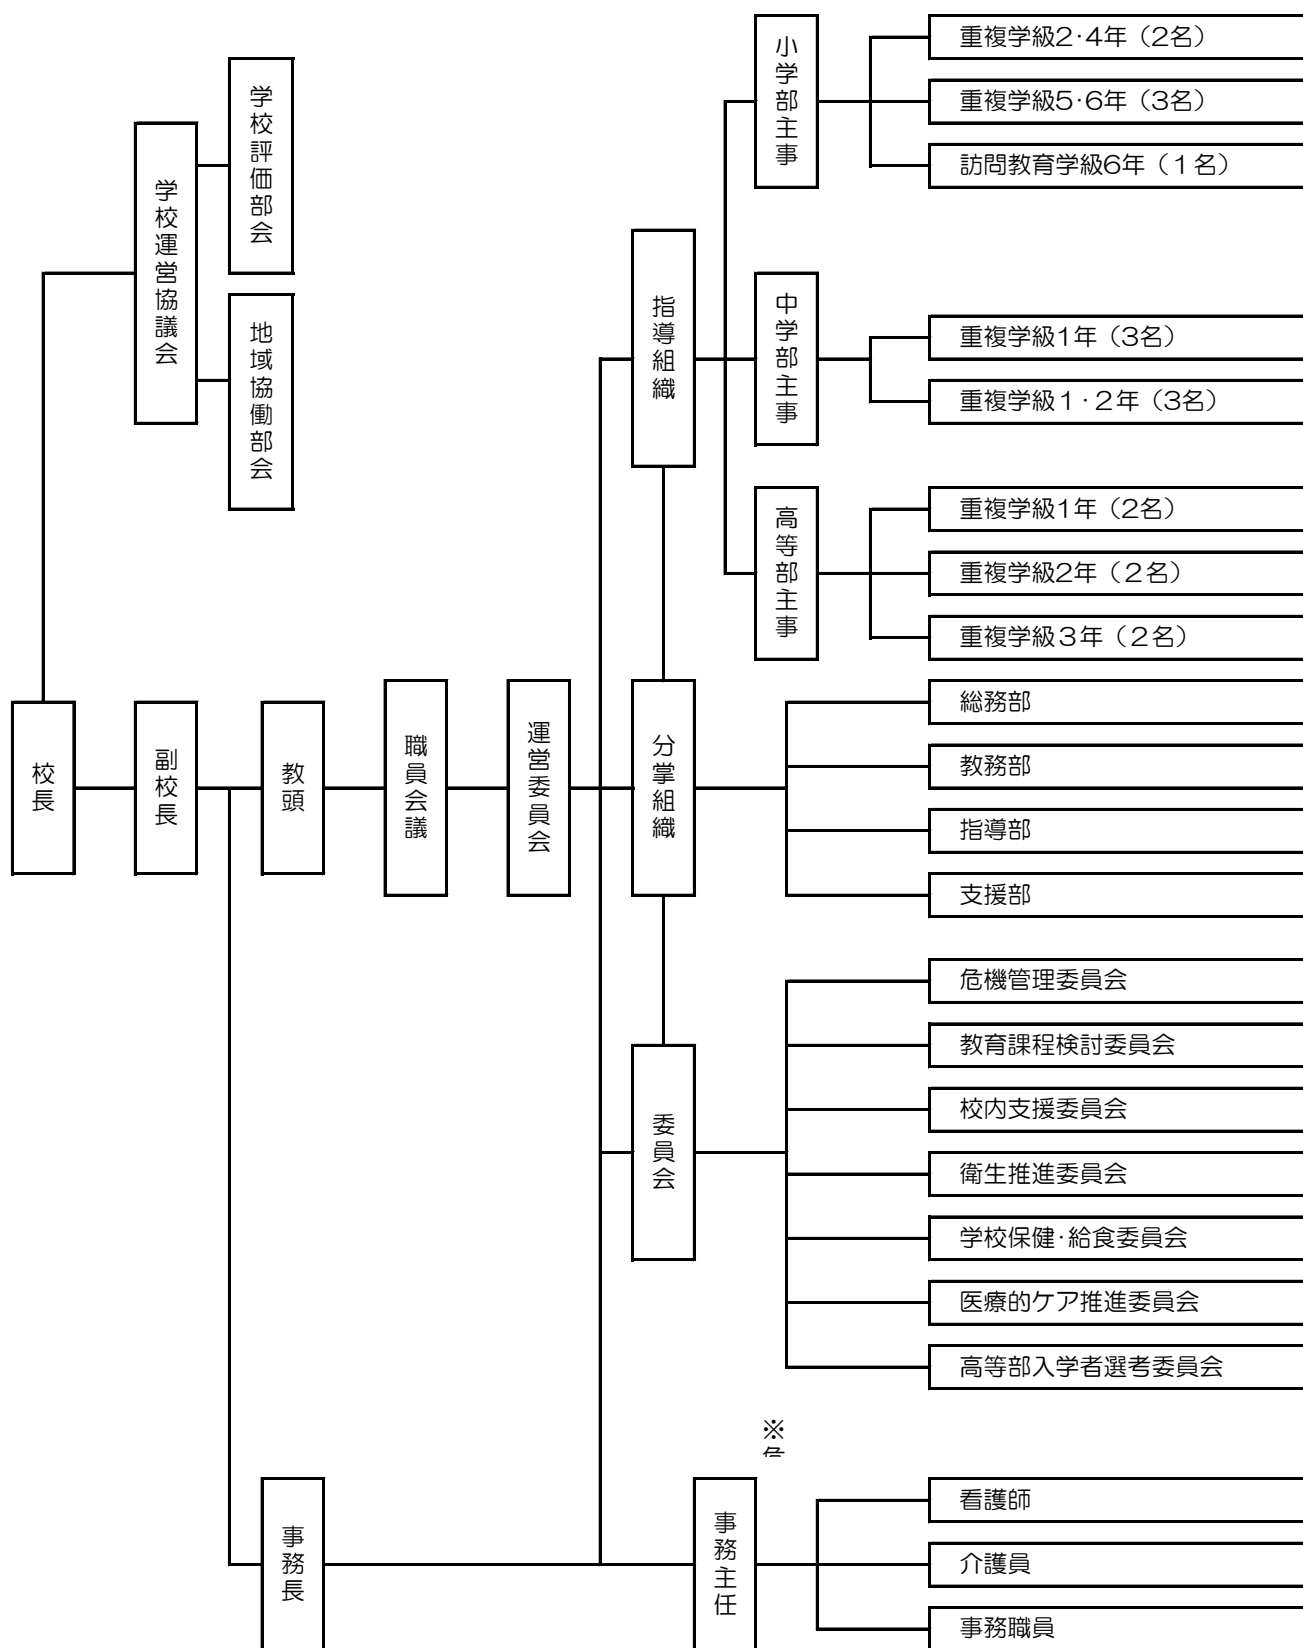 学校評価部会
学校運営協議会
地域協働部会
校長
副校長
教頭
職員会議
運営委員会
指導組織
小学部主事
重複学級2・4年（2名）
重複学級5・6年（3名）
訪問教育学級6年（１名）
中学部主事
重複学級1年（3名）
重複学級１・２年（3名）
高等部主事
重複学級1年（2名）
重複学級2年（２名）
重複学級３年（２名）
分掌組織
総務部
教務部
指導部
支援部
委員会
危機管理委員会
教育課程検討委員会
校内支援委員会
衛生推進委員会
学校保健・給食委員会
医療的ケア推進委員会
高等部入学者選考委員会
※
事務長
事務主任
看護師
介護員
事務職員